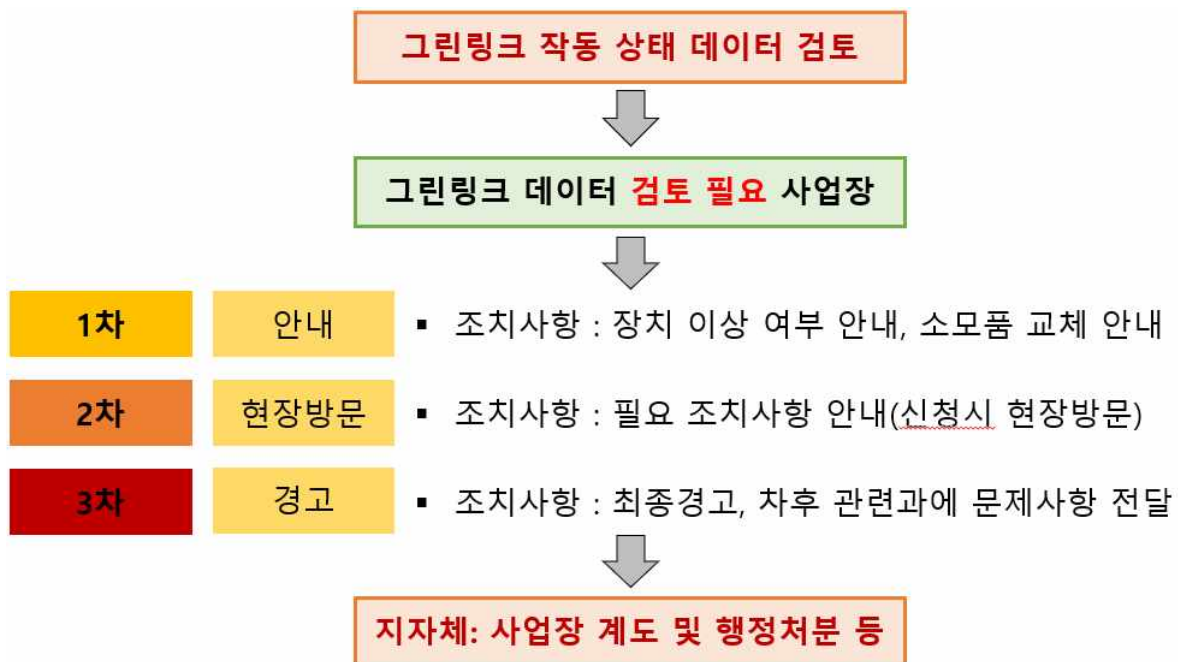 그린링크 작동 상태 데이터 검토
그린링크 데이터 검토 필요 사업장
1차 안내 ▪ 조치사항 : 장치 이상 여부 안내, 소모품 교체 안내
2차 현장방문 ▪ 조치사항 : 필요 조치사항 안내(신청시 현장방문)
3차 경고 ▪ 조치사항 : 최종경고, 차후 관련과에 문제사항 전달
지자체: 사업장 계도 및 행정처분 등